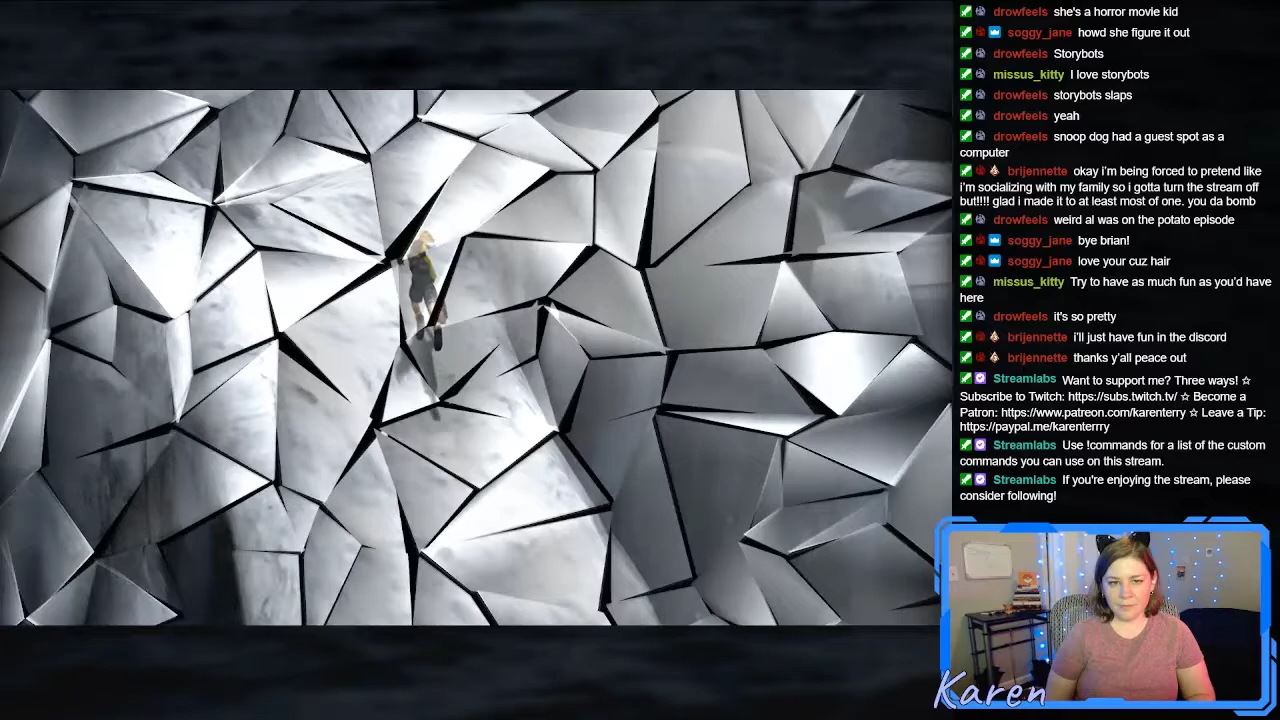 drowfeels she's a horror movie kid
soggy_jane howd she figure it out
drowfeels Storybots
missus_kitty I love storybots
drowfeels storybots slaps
drowfeels yeah
drowfeels snoop dog had a guest spot as a
computer
brijennette okay i'm being forced to pretend like
i'm socializing with my family so i gotta turn the stream off
but!!!! glad i made it to at least most of one. you da bomb
drowfeels weird al was on the potato episode
soggy_jane bye brian!
soggy_jane love your cuz hair
missus_kitty Try to have as much fun as you'd have
here
drowfeels it's so pretty
brijennette i'll just have fun in the discord
brijennette thanks y'all peace out
Streamlabs Want to support me? Three ways! ☆
Subscribe to Twitch: https://subs.twitch.tv/ ☆ Become a
Patron: https://www.patreon.com/karenterry ☆ Leave a Tip:
https://paypal.me/karenterrry
Streamlabs Use !commands for a list of the custom
commands you can use on this stream.
Streamlabs If you're enjoying the stream, please
consider following!
Karen